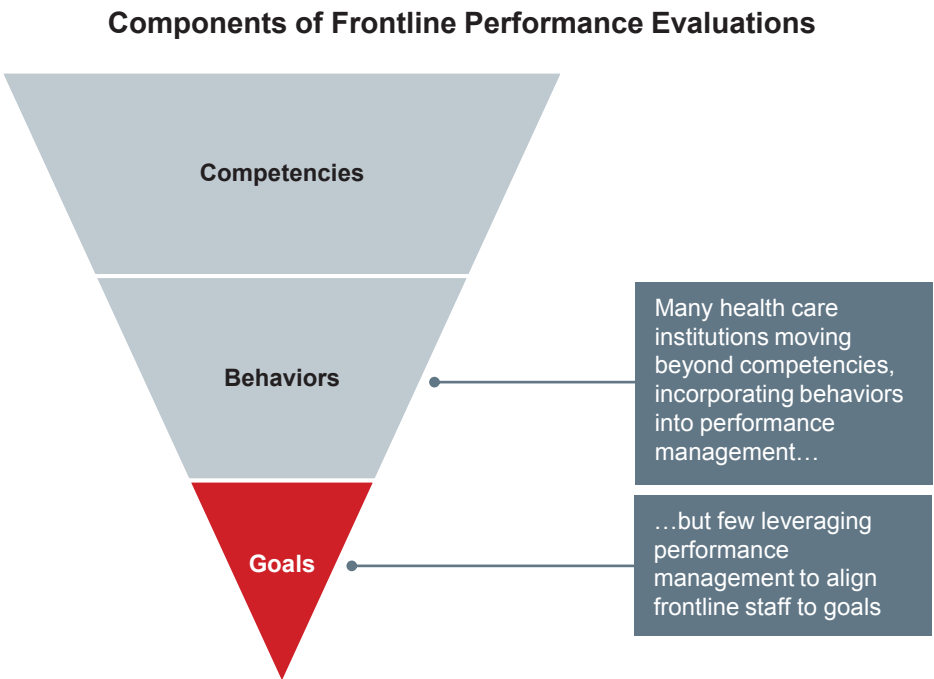 Components of Frontline Performance Evaluations
Competencies
Behaviors
Many health care
institutions moving
beyond competencies,
incorporating behaviors
into performance
management…
Goals
…but few leveraging
performance
management to align
frontline staff to goals